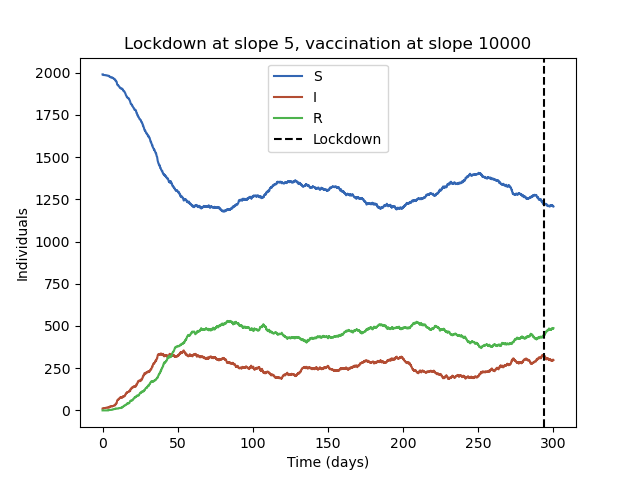 Lockdown at slope 5, vaccination at slope 10000
S
I
R
Lockdown
Individuals
2000
1750
1500
1250
1000
750
500
250
0
0 50 100 150 200 250 300
Time (days)